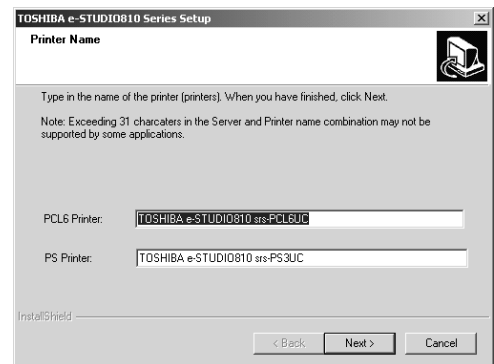 TOSHIBA e-STUDIO810 Series Setup
Printer Name
Type in the name of the printer (printers). When you have finished, click Next.
Note: Exceeding 31 charcaters in the Server and Printer name combination may not be
supported by some applications.
PCL6 Printer: TOSHIBA e-STUDIO810 srs-PCL6UC
PS Printer: TOSHIBA e-STUDIO810 srs-PS3UC
InstallShield
< Back Next > Cancel